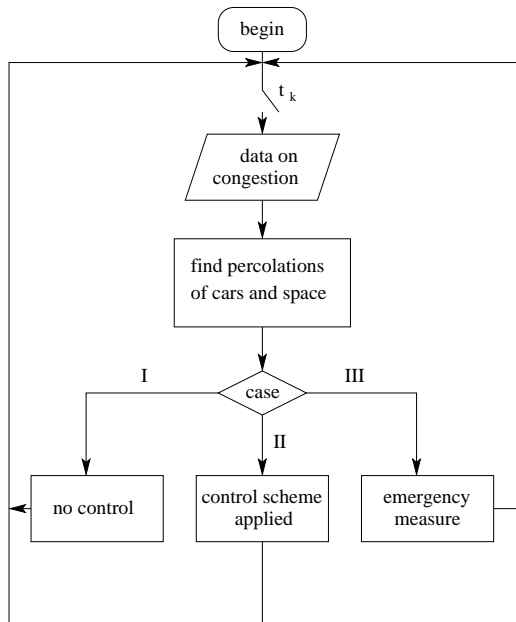 begin
t k
data on
congestion
find percolations
of cars and space
I
case
III
II
no control
control scheme
applied
emergency
measure